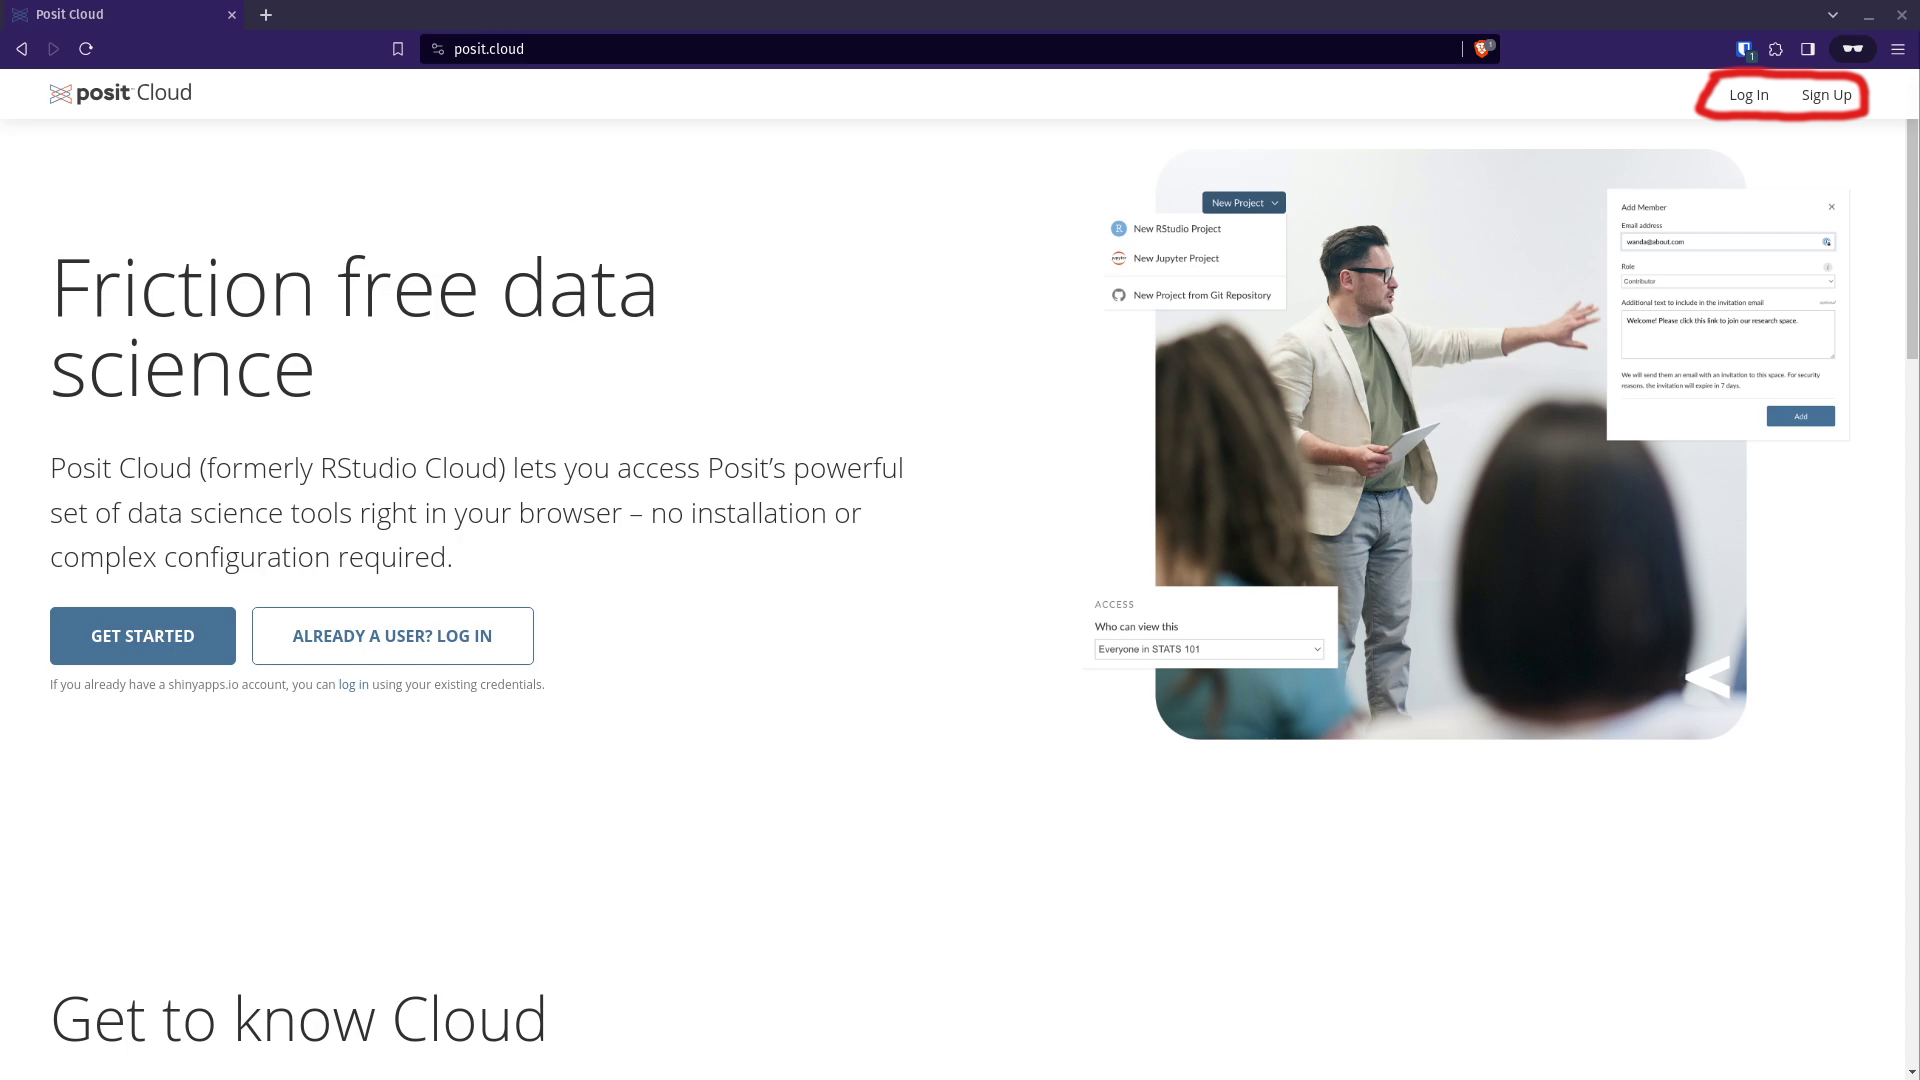 Posit Cloud
posit.cloud
1
1
posit Cloud
Log In
Sign Up
Friction free data
science
Posit Cloud (formerly RStudio Cloud) lets you access Posit’s powerful
set of data science tools right in your browser – no installation or
complex configuration required.
GET STARTED
ALREADY A USER? LOG IN
If you already have a shinyapps.io account, you can log in using your existing credentials.
New Project
R
New RStudio Project
New Jupyter Project
New Project from Git Repository
Add Member
Email address
wanda@about.com
Role
Contributor
Additional text to include in the invitation email
optional
Welcome! Please click this link to join our research space.
We will send them an email with an invitation to this space. For security
reasons, the invitation will expire in 7 days.
Add
ACCESS
Who can view this
Everyone in STATS 101
Get to know Cloud